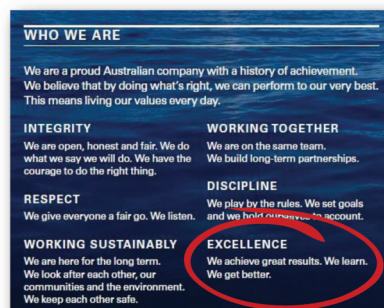 WHO WE ARE
We are a proud Australian company with a history of achievement.
We believe that by doing what's right, we can perform to our very best.
This means living our values every day.
INTEGRITY
We are open, honest and fair. We do
what we say we will do. We have the
courage to do the right thing.
RESPECT
We give everyone a fair go. We listen.
WORKING SUSTAINABLY
We are here for the long term.
We look after each other, our
communities and the environment.
We keep each other safe.
WORKING TOGETHER
We are on the same team.
We build long-term partnerships.
DISCIPLINE
We play by the rules. We set goals
and we hold ourselves to account.
EXCELLENCE
We achieve great results. We learn.
We get better.